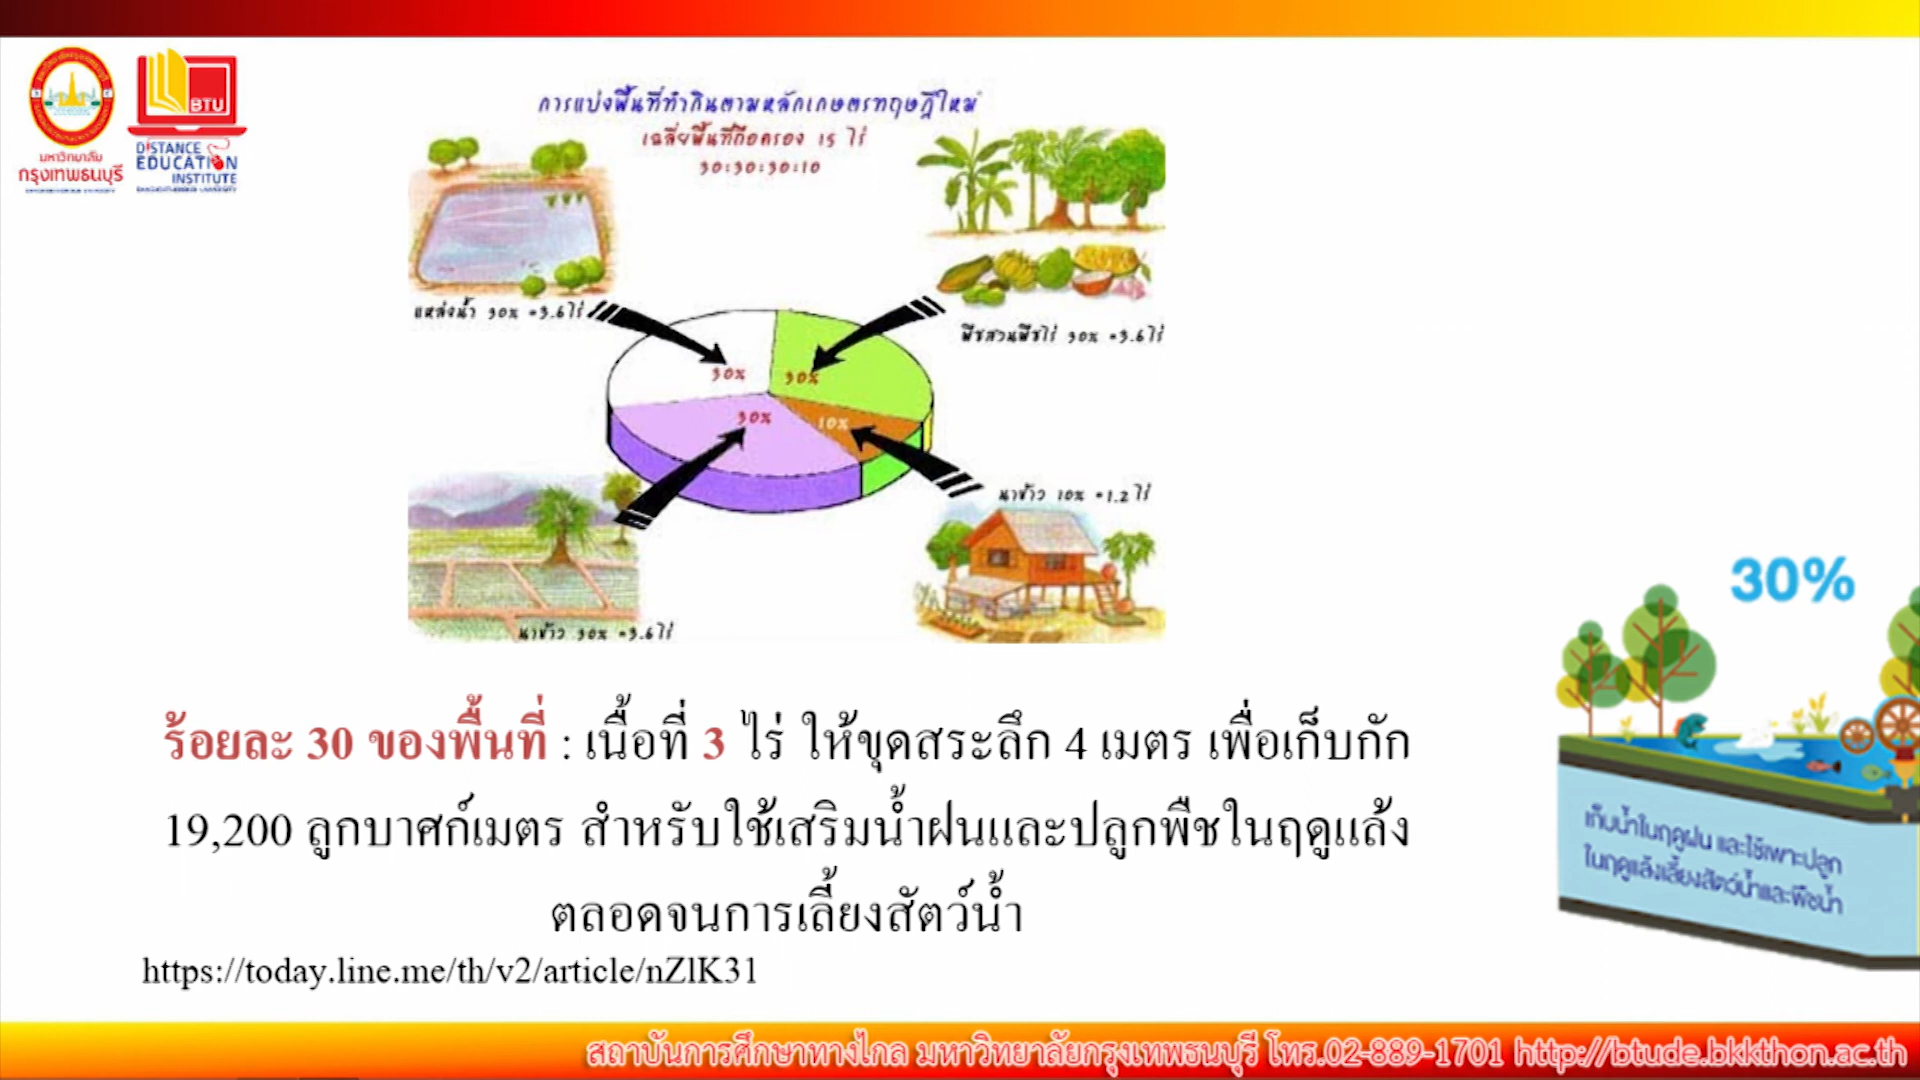 มหาวิทยาลัย
กรุงเทพธนบุรี
BTU
DISTANCE
EDUCATION
INSTITUTE
การแบ่งพื้นที่ทำกินตามหลักเกษตรทฤษฎีใหม่
เฉลี่ยพื้นที่ถือครอง 15 ไร่
30:30:30:10
แหล่งน้ำ 30% =3.6ไร่
พืชสวนพืชไร่ 30% =3.6ไร่
30%
30%
30%
10%
นาข้าว 10% =1.2 ไร่
นาข้าว 30% =3.6ไร่
30%
เก็บน้ำในฤดูฝน และใช้เพาะปลูก
ในฤดูแล้งเลี้ยงสัตว์น้ำและพืชน้ำ
ร้อยละ 30 ของพื้นที่ : เนื้อที่ 3 ไร่ ให้ขุดสระลึก 4 เมตร เพื่อเก็บกัก
19,200 ลูกบาศก์เมตร สำหรับใช้เสริมน้ำฝนและปลูกพืชในฤดูแล้ง
ตลอดจนการเลี้ยงสัตว์น้ำ
https://today.line.me/th/v2/article/nZlK31
สถาบันการศึกษาทางไกล มหาวิทยาลัยกรุงเทพธนบุรี โทร.02-889-1701 http://btude.bkkthon.ac.th